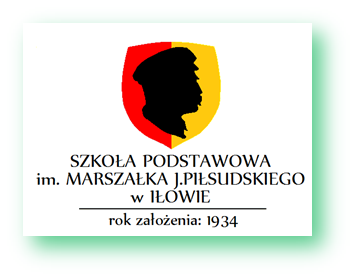 SZKOŁA PODSTAWOWA
im. MARSZAŁKA J.PIŁSUDSKIEGO
w IŁOWIE
rok założenia: 1934